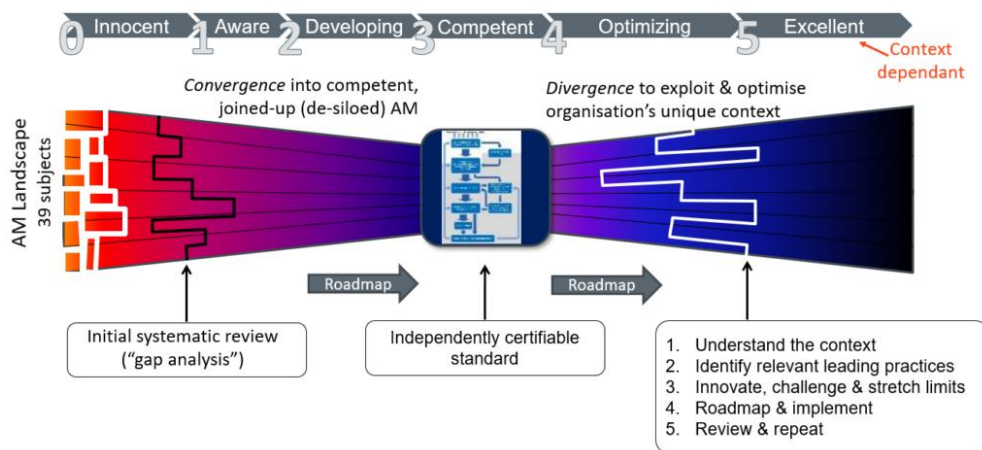 0 Innocent 1 Aware 2 Developing 3 Competent 4 Optimizing 5 Excellent
Context
dependant
Convergence into competent,
joined-up (de-siloed) AM
Divergence to exploit & optimise
organisation's unique context
AM Landscape
39 subjects
Roadmap
Roadmap
Initial systematic review
("gap analysis")
Independently certifiable
standard
1. Understand the context
2. Identify relevant leading practices
3. Innovate, challenge & stretch limits
4. Roadmap & implement
5. Review & repeat